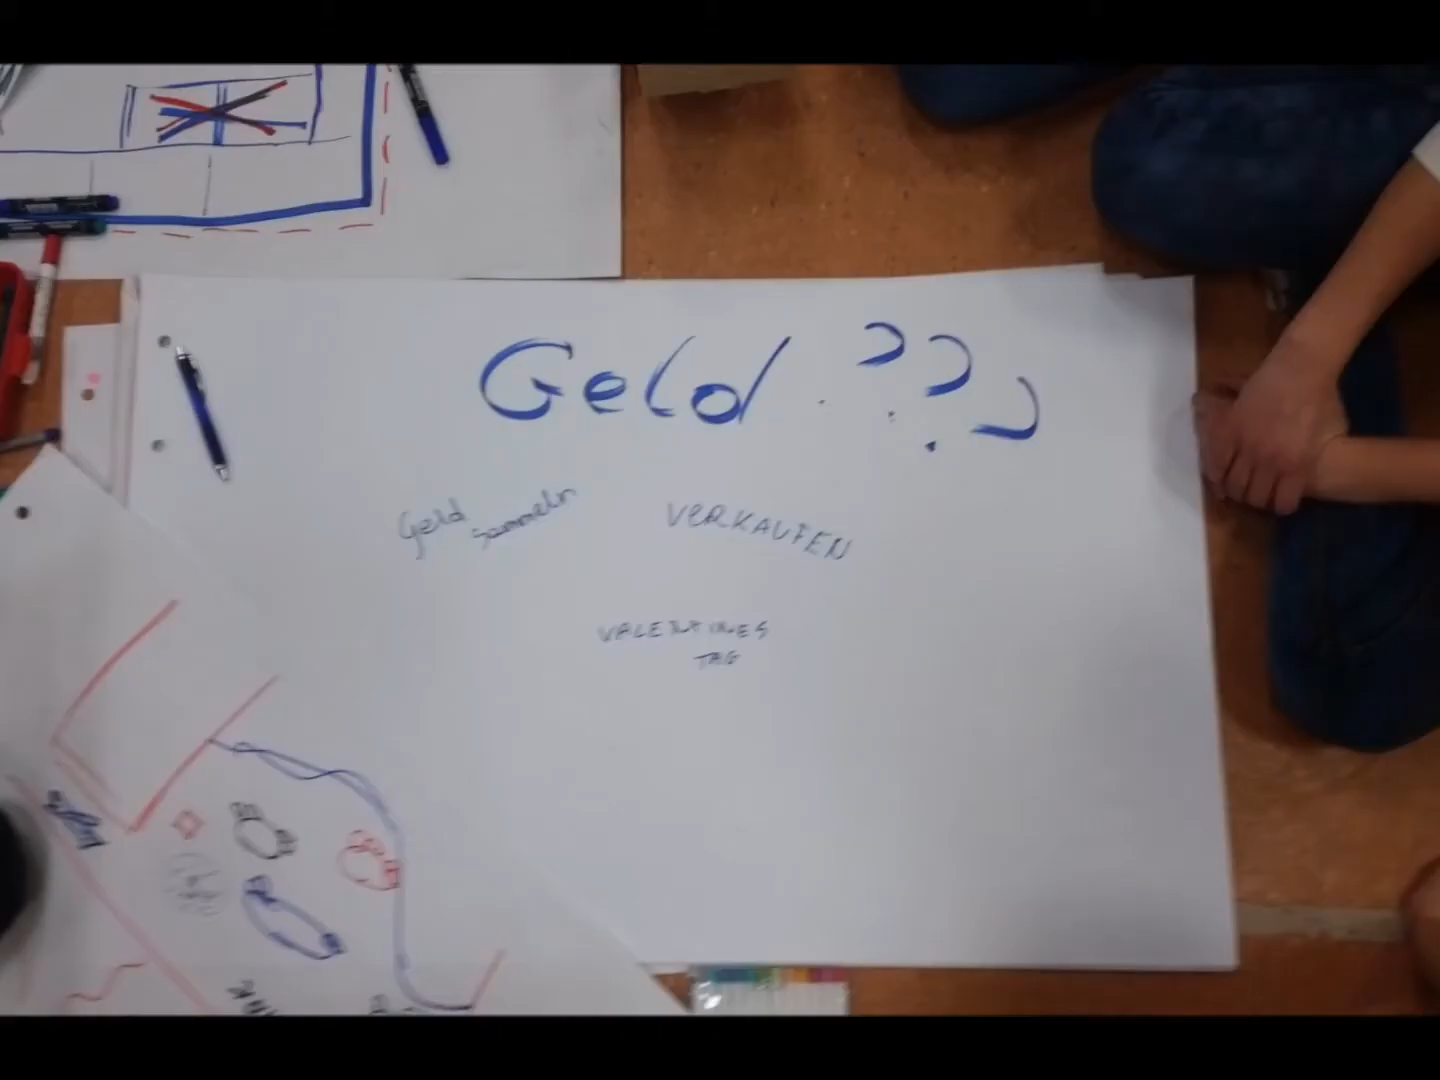 Geld ???
Geld sammeln
VERKAUFEN
VALENTINES
TAG